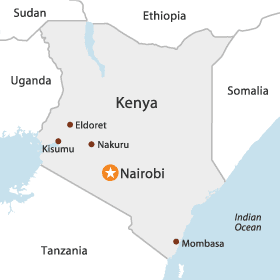 Sudan
Ethiopia
Uganda
Kenya
Somalia
Eldoret
Kisumu
Nakuru
Nairobi
Indian
Ocean
Mombasa
Tanzania